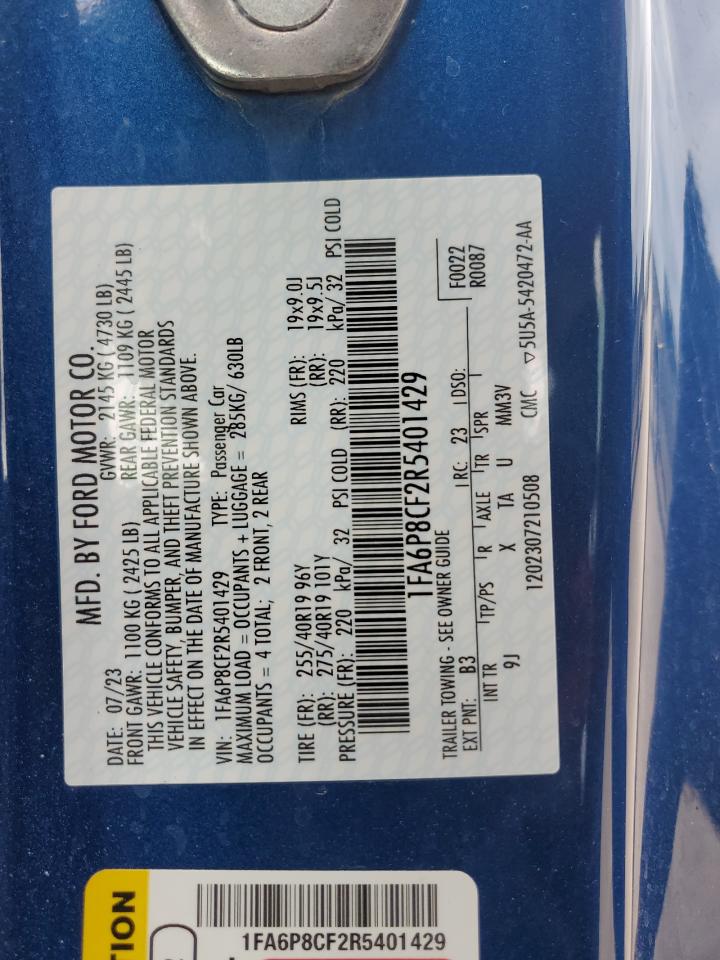 MFD. BY FORD MOTOR CO.
DATE: 07/23 GVWR: 2145 KG ( 4730 LB)
FRONT GAWR: 1100 KG ( 2425 LB) REAR GAWR: 1109 KG ( 2445 LB)
THIS VEHICLE CONFORMS TO ALL APPLICABLE FEDERAL MOTOR
VEHICLE SAFETY, BUMPER, AND THEFT PREVENTION STANDARDS
IN EFFECT ON THE DATE OF MANUFACTURE SHOWN ABOVE.
VIN: 1FA6P8CF2R5401429 TYPE: Passenger Car
MAXIMUM LOAD = OCCUPANTS + LUGGAGE = 285KG/ 630LB
OCCUPANTS = 4 TOTAL; 2 FRONT, 2 REAR
TIRE (FR): 255/40R19 96Y RIMS (FR): 19x9.0J
(RR): 275/40R19 101Y (RR): 19x9.5J
PRESSURE (FR): 220 kPa/ 32 PSI COLD (RR): 220 kPa/ 32 PSI COLD
1FA6P8CF2R5401429
TRAILER TOWING - SEE OWNER GUIDE F0022
EXT PNT: B3 RC: 23 DSO: R0087
INT TR TP/PS R AXLE TR SPR
9J X TA U MM3V
1202307210508 CMC ▽5U5A-5420472-AA
TION
1FA6P8CF2R5401429